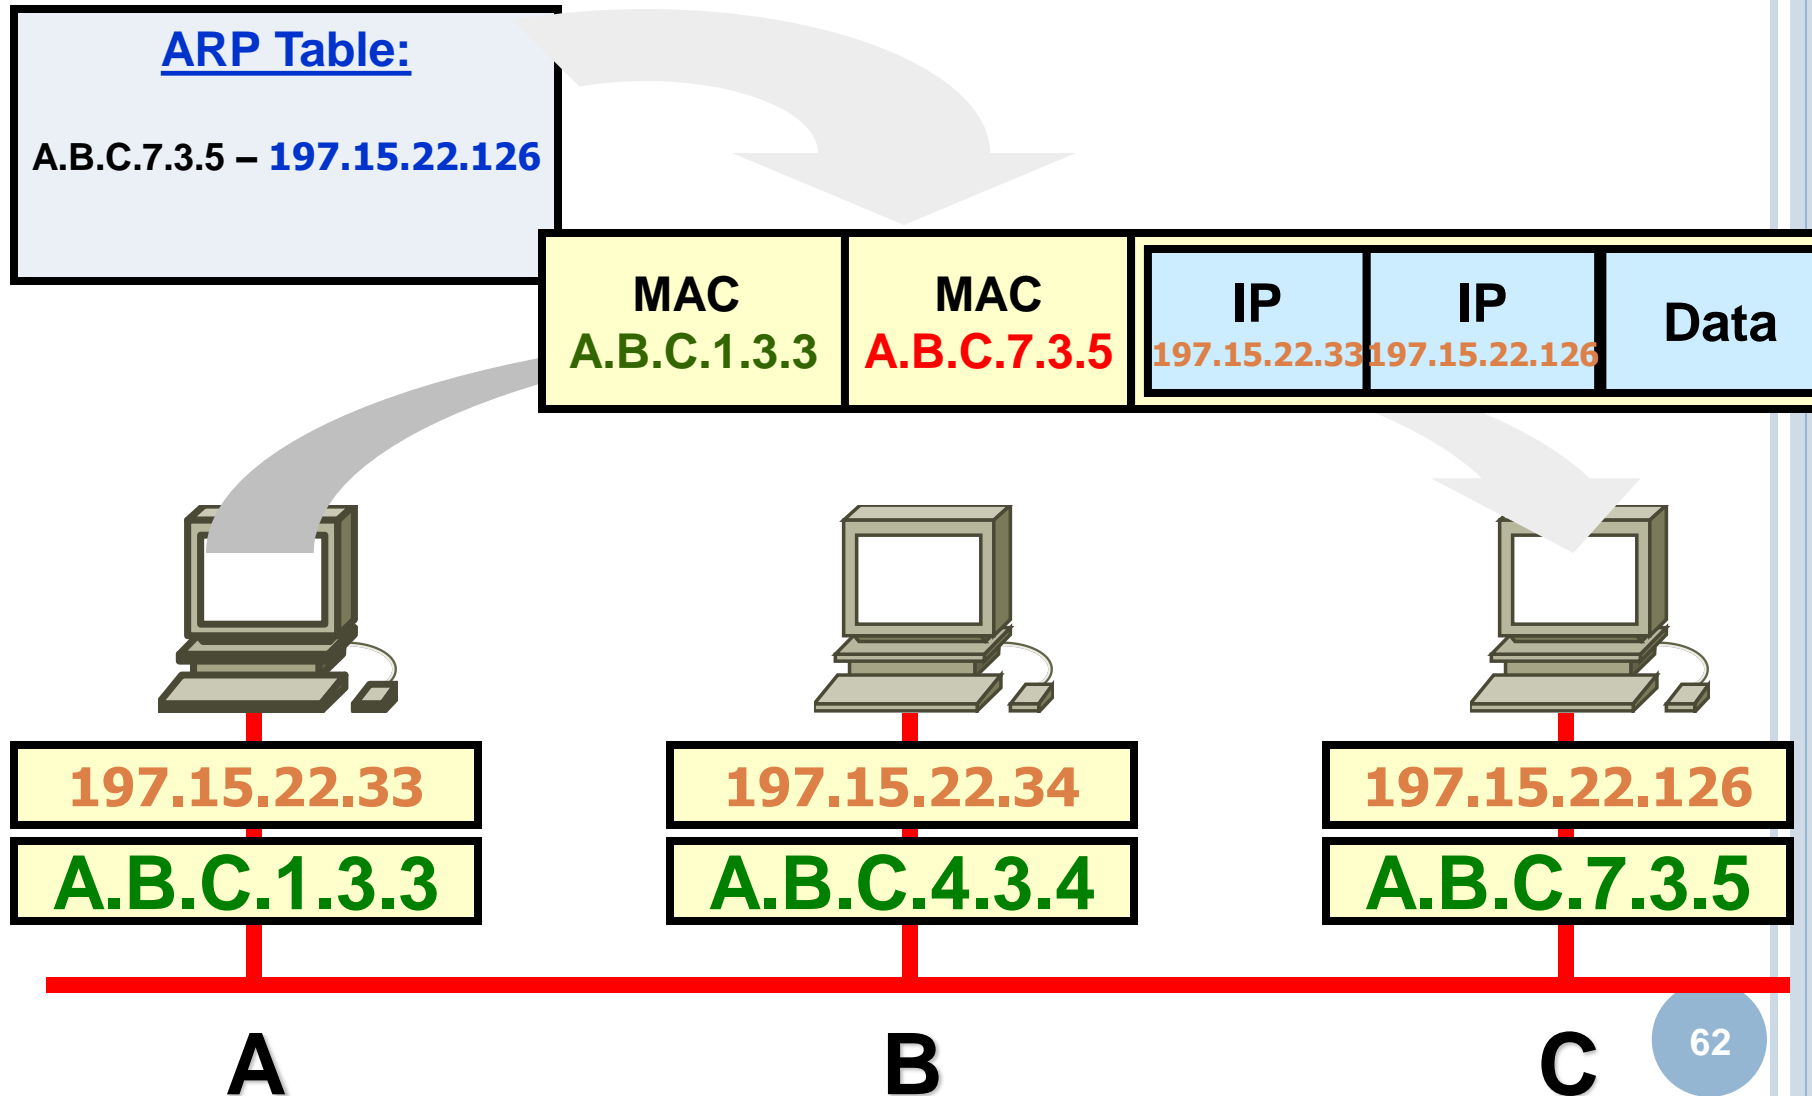 ARP Table:
A.B.C.7.3.5 – 197.15.22.126
MAC
A.B.C.1.3.3
MAC
A.B.C.7.3.5
IP
197.15.22.33
IP
197.15.22.126
Data
197.15.22.33
197.15.22.34
197.15.22.126
A.B.C.1.3.3
A.B.C.4.3.4
A.B.C.7.3.5
A
B
C
62